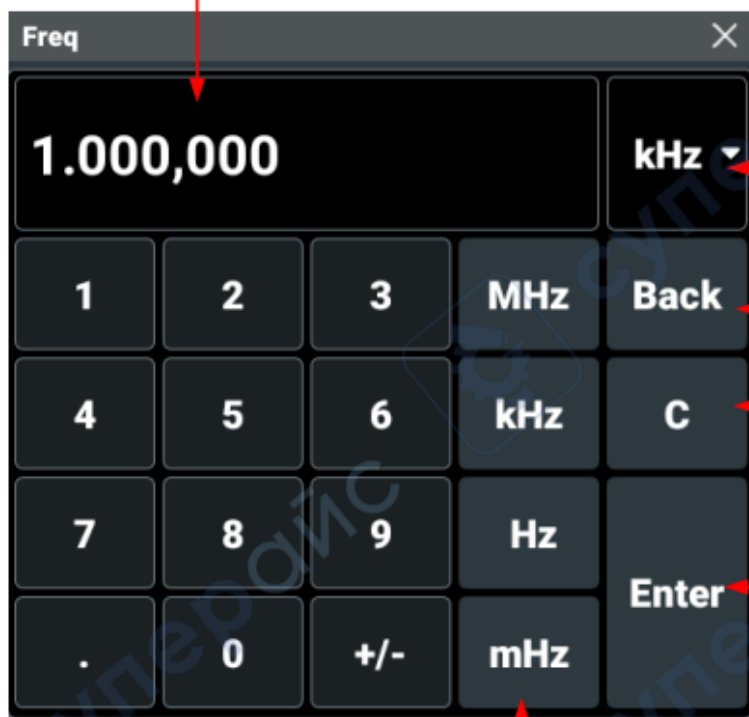 Freq
1.000,000 kHz
1 2 3 MHz Back
4 5 6 kHz C
7 8 9 Hz
Enter
. 0 +/- mHz
суперайс